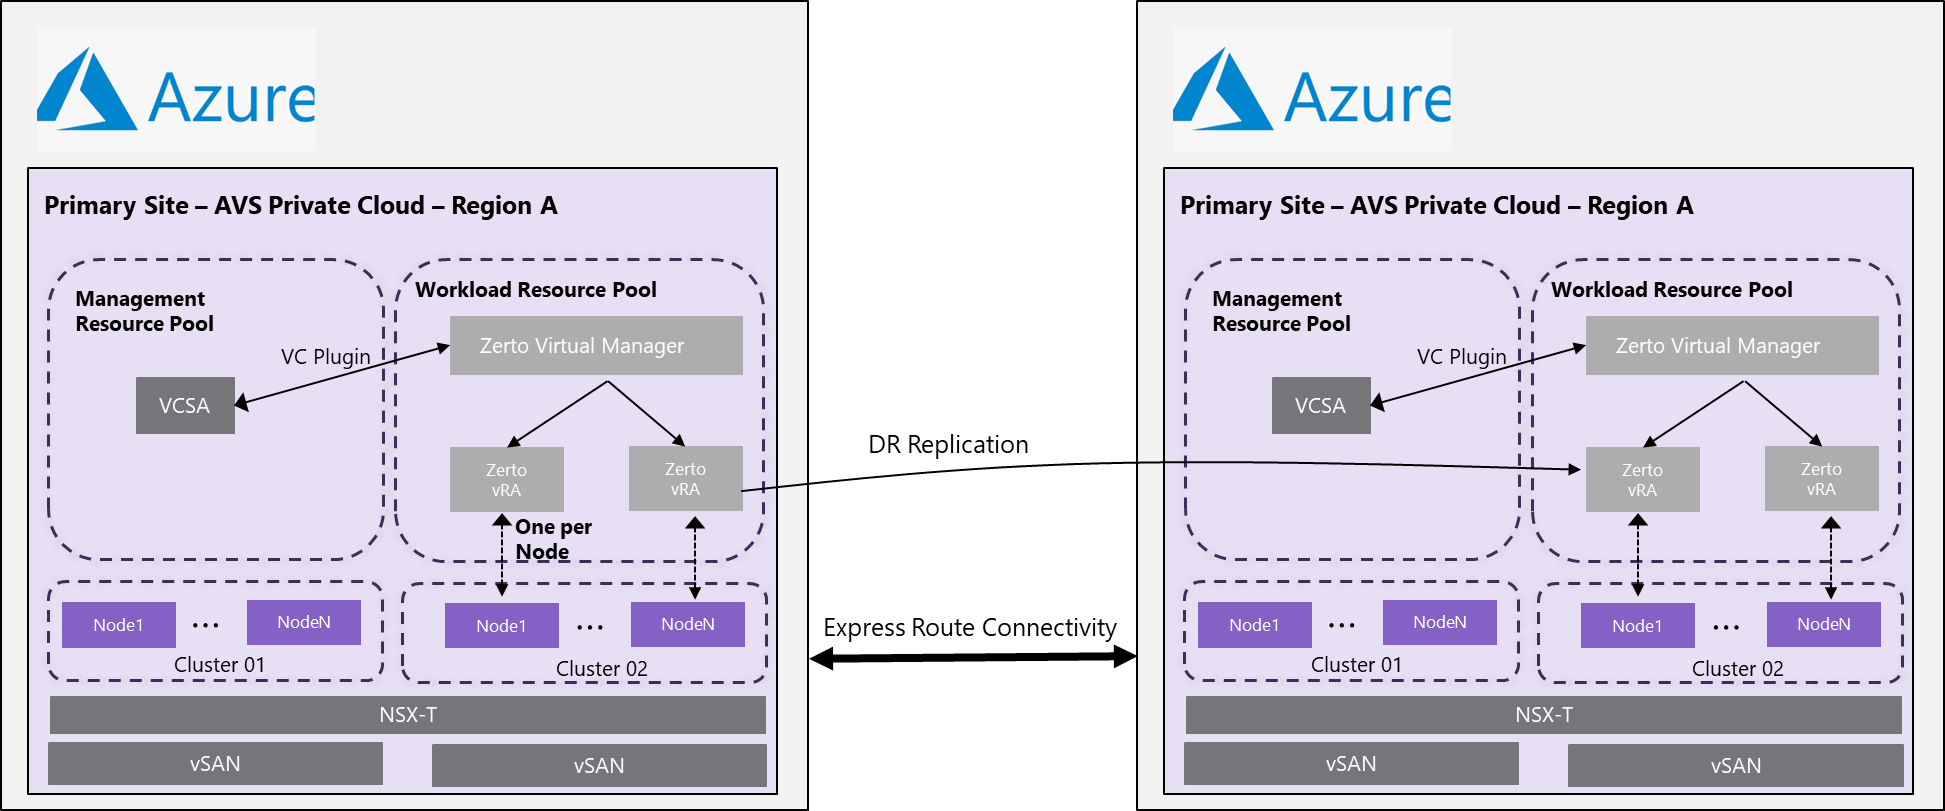 Azure
Primary Site – AVS Private Cloud – Region A
Management
Resource Pool
Workload Resource Pool
VC Plugin
Zerto Virtual Manager
VCSA
Zerto
vRA
Zerto
vRA
One per
Node
Node1
...
NodeN
Cluster 01
Node1
...
NodeN
Cluster 02
NSX-T
vSAN
vSAN
DR Replication
Express Route Connectivity
Azure
Primary Site – AVS Private Cloud – Region A
Management
Resource Pool
Workload Resource Pool
VC Plugin
Zerto Virtual Manager
VCSA
Zerto
vRA
Zerto
vRA
Node1
...
NodeN
Cluster 01
Node1
...
NodeN
Cluster 02
NSX-T
vSAN
vSAN